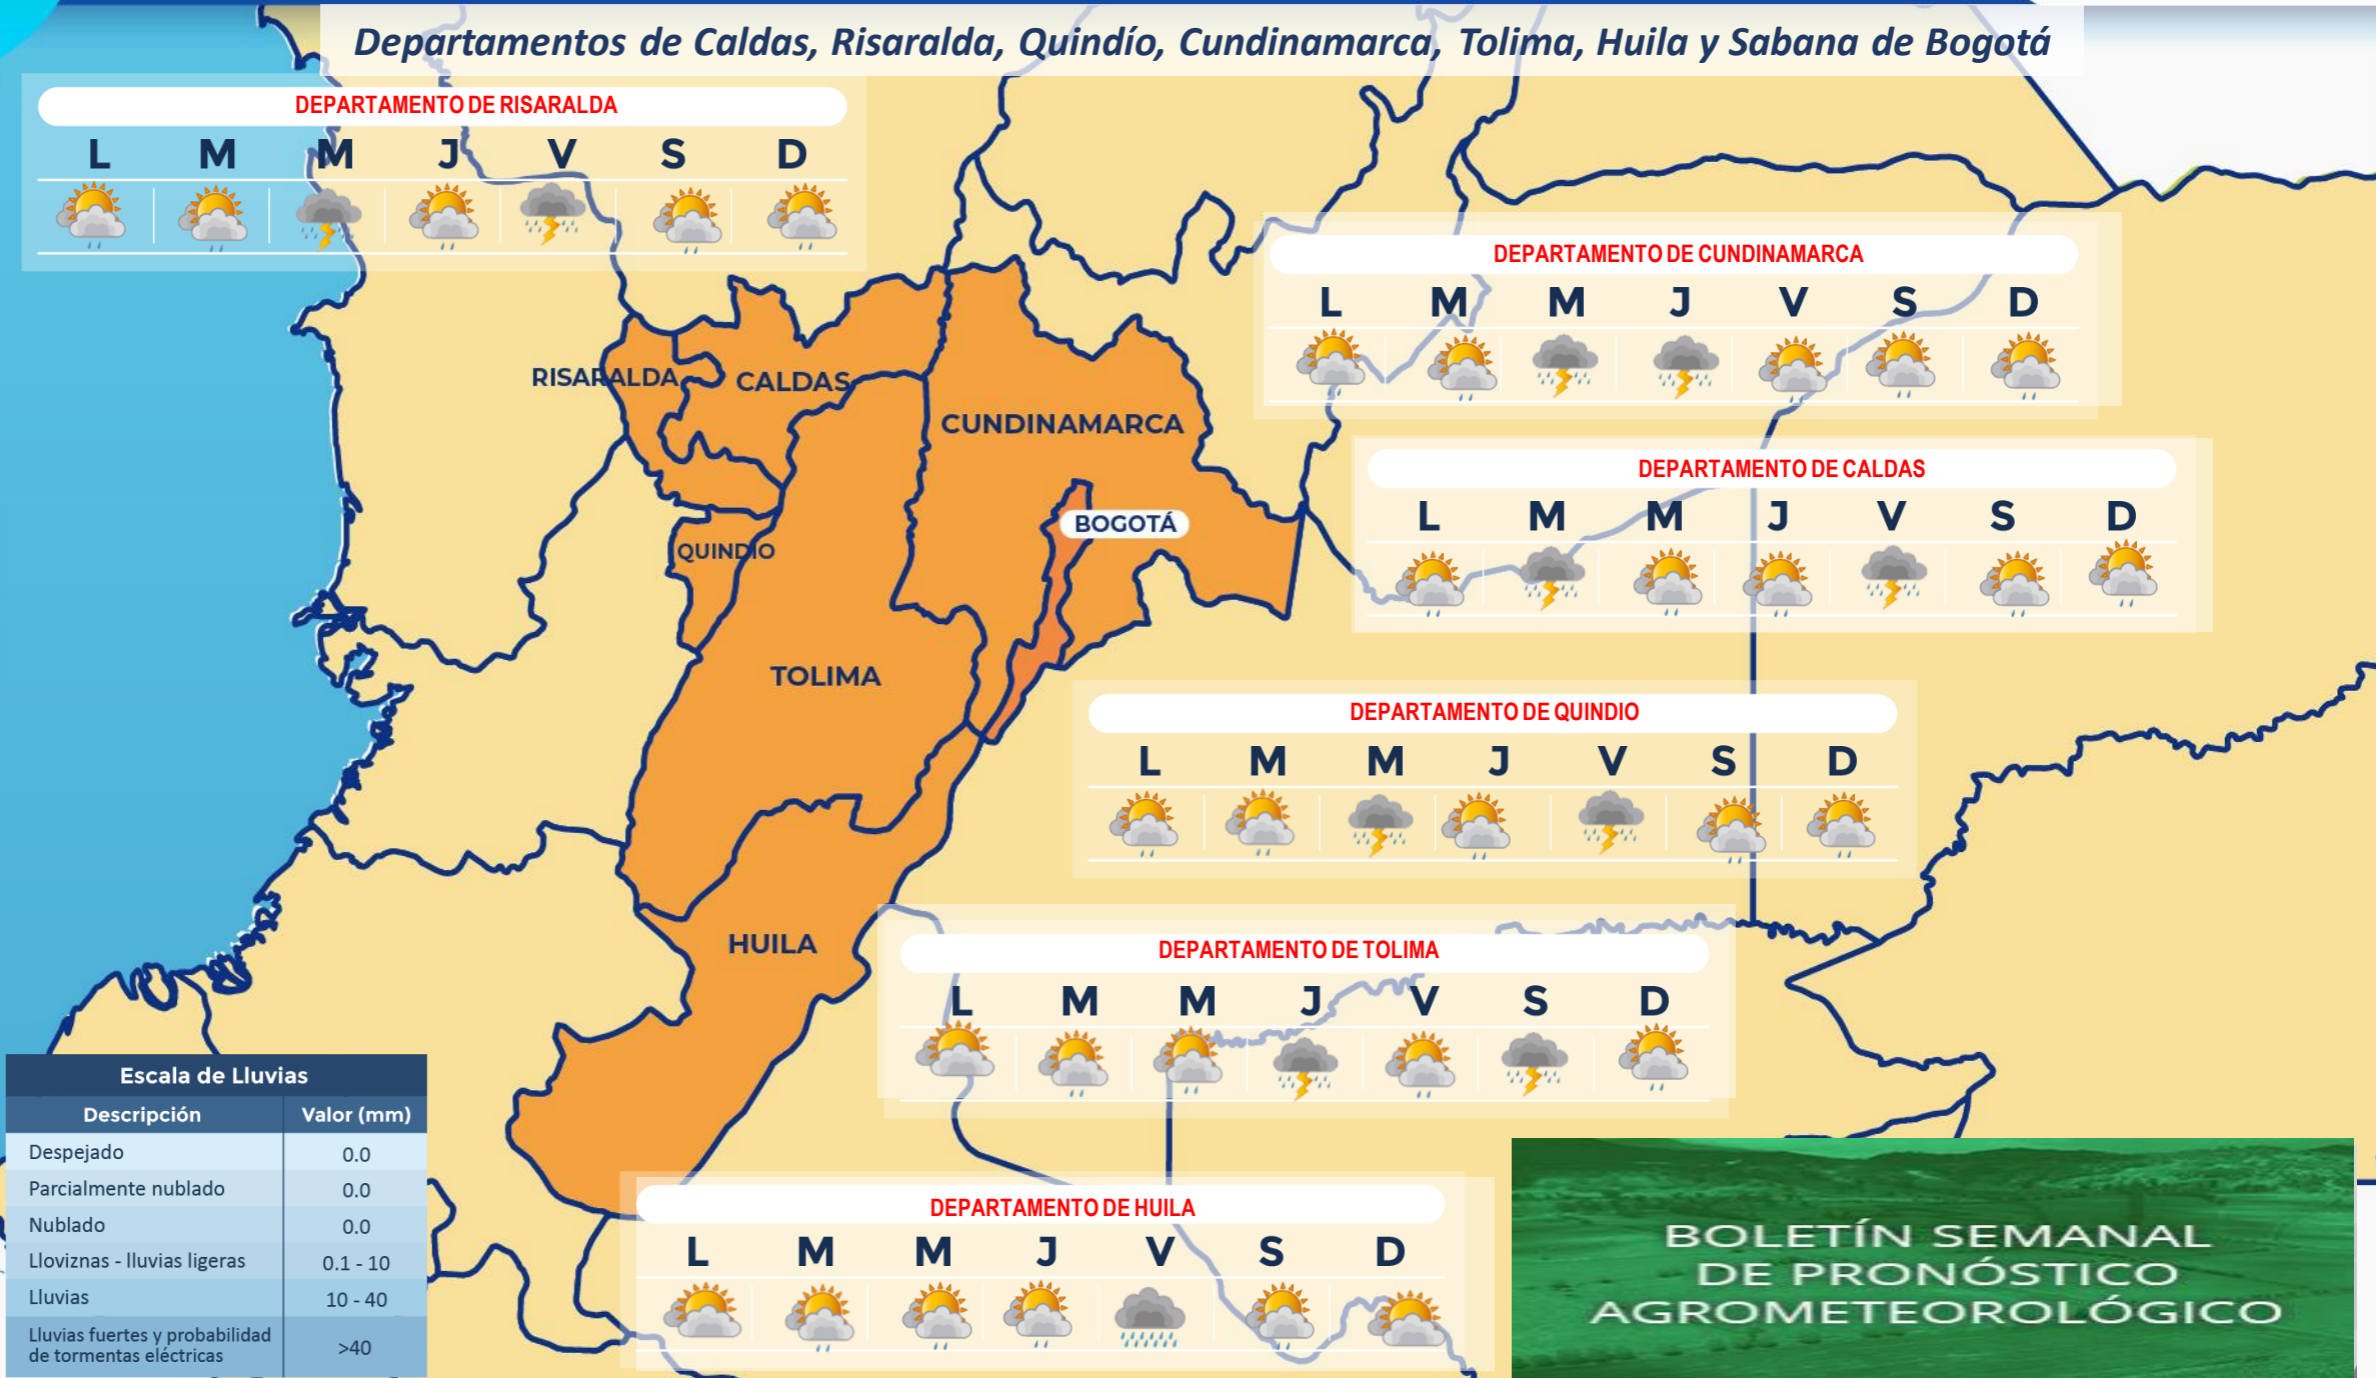 Departamentos de Caldas, Risaralda, Quindío, Cundinamarca, Tolima, Huila y Sabana de Bogotá
DEPARTAMENTO DE RISARALDA
L M M J V S D
DEPARTAMENTO DE CUNDINAMARCA
L M M J V S D
RISARALDA
CALDAS
CUNDINAMARCA
DEPARTAMENTO DE CALDAS
L M M J V S D
BOGOTÁ
QUINDIO
TOLIMA
DEPARTAMENTO DE QUINDIO
L M M J V S D
HUILA
DEPARTAMENTO DE TOLIMA
L M M J V S D
Escala de Lluvias
Descripción Valor (mm)
Despejado 0.0
Parcialmente nublado 0.0
Nublado 0.0
Lloviznas - lluvias ligeras 0.1 - 10
Lluvias 10 - 40
Lluvias fuertes y probabilidad
de tormentas eléctricas >40
DEPARTAMENTO DE HUILA
L M M J V S D
BOLETÍN SEMANAL
DE PRONÓSTICO
AGROMETEOROLÓGICO